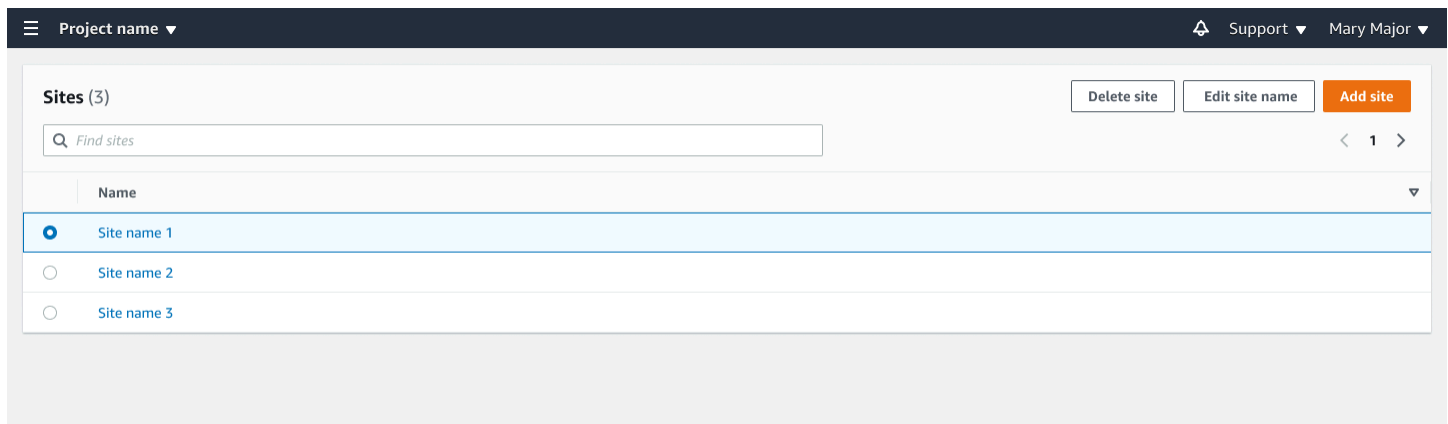 Project name Support Mary Major
Sites (3) Delete site Edit site name Add site
Find sites 1
Name
Site name 1
Site name 2
Site name 3